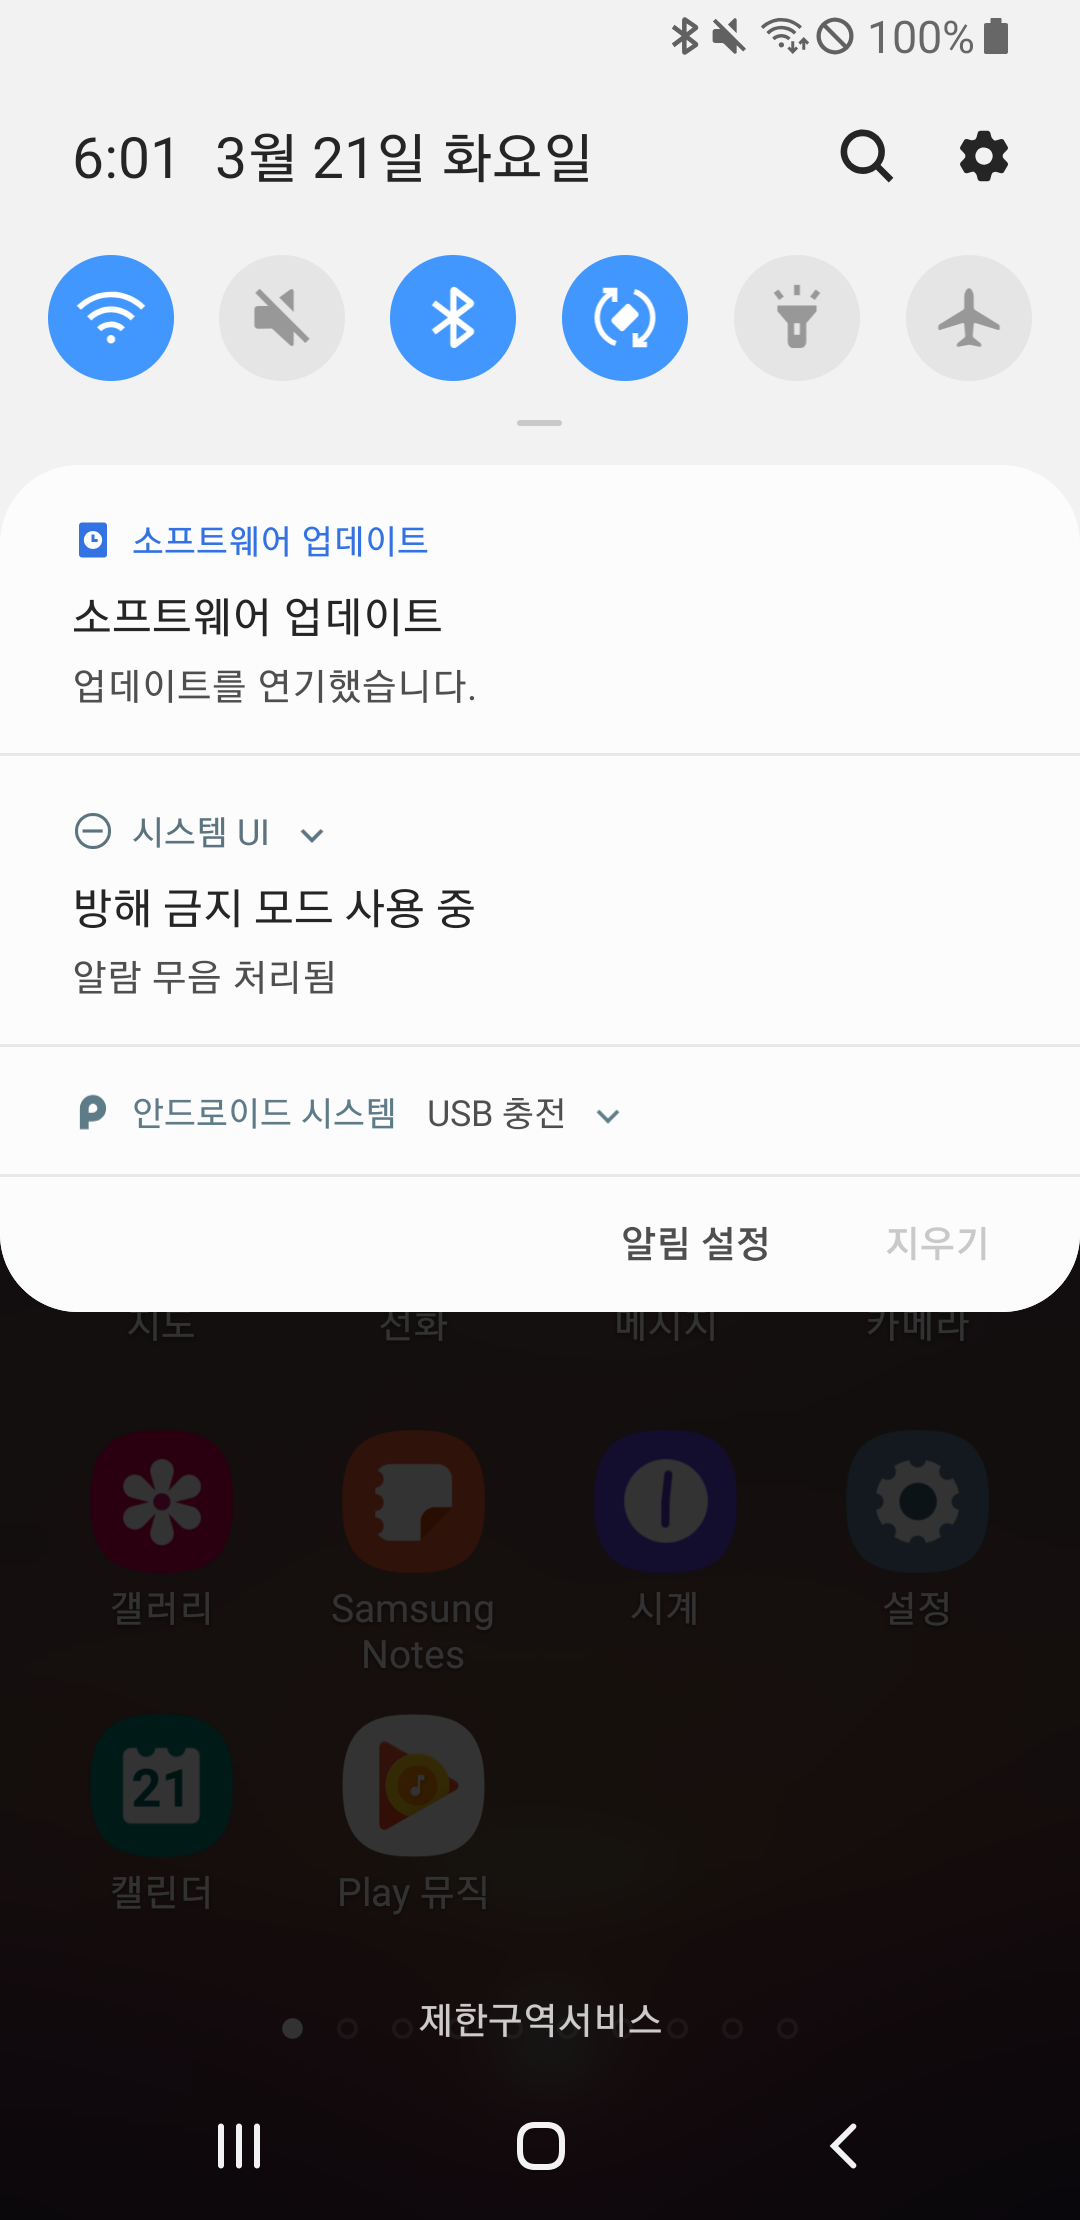 100%
6:01 3월 21일 화요일
소프트웨어 업데이트
소프트웨어 업데이트
업데이트를 연기했습니다.
시스템 UI
방해 금지 모드 사용 중
알람 무음 처리됨
안드로이드 시스템 USB 충전
알림 설정 지우기
지도 전화 메시지 카메라
갤러리 Samsung Notes 시계 설정
21
캘린더 Play 뮤직
제한구역서비스